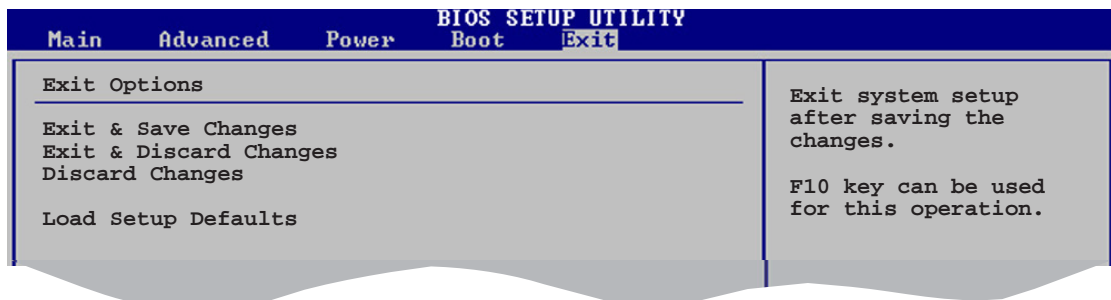 BIOS SETUP UTILITY
Main Advanced Power Boot Exit
Exit Options
Exit & Save Changes
Exit & Discard Changes
Discard Changes
Load Setup Defaults
Exit system setup
after saving the
changes.
F10 key can be used
for this operation.